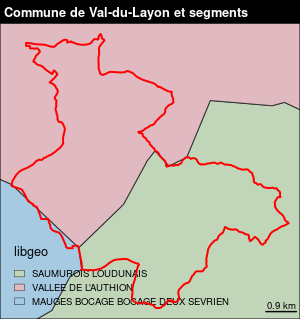 Commune de Val-du-Layon et segments
libgeo
SAUMUROIS LOUDUNAIS
VALLEE DE L'AUTHION
MAUGES BOCAGE BOCAGE DEUX SEVRIEN
0.9 km